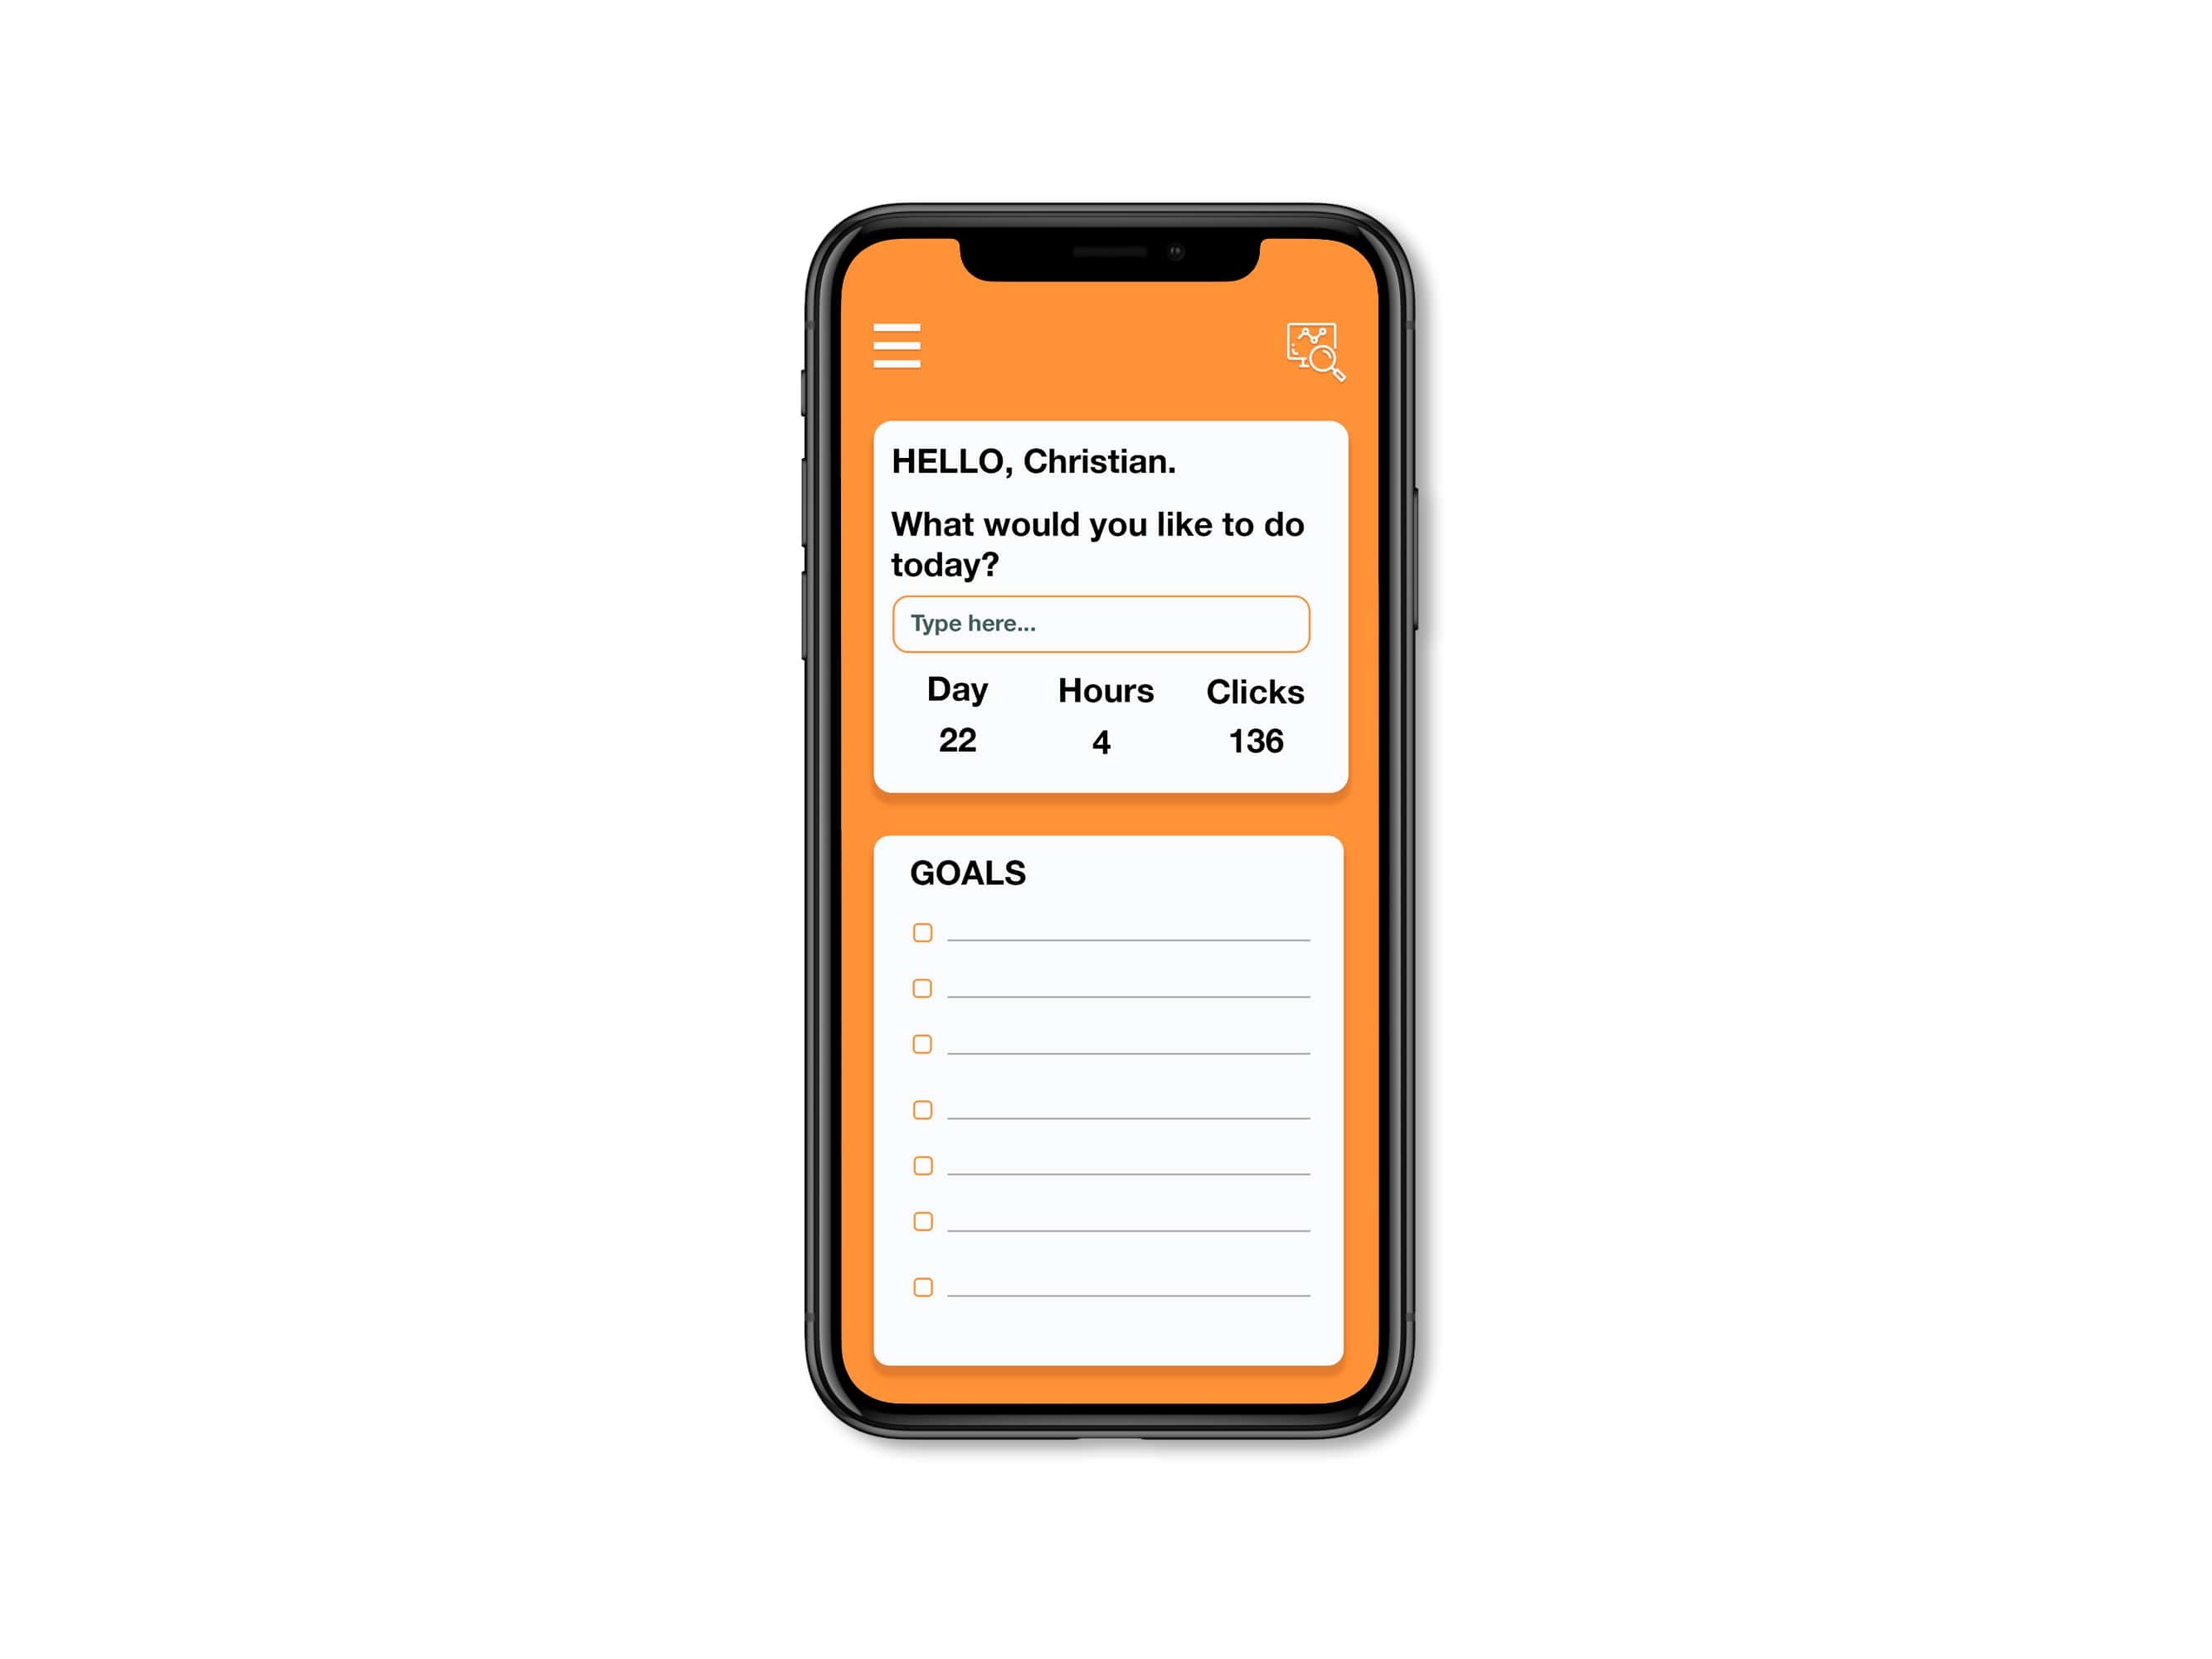 HELLO, Christian.
What would you like to do
today?
Type here...
Day Hours Clicks
22 4 136
GOALS